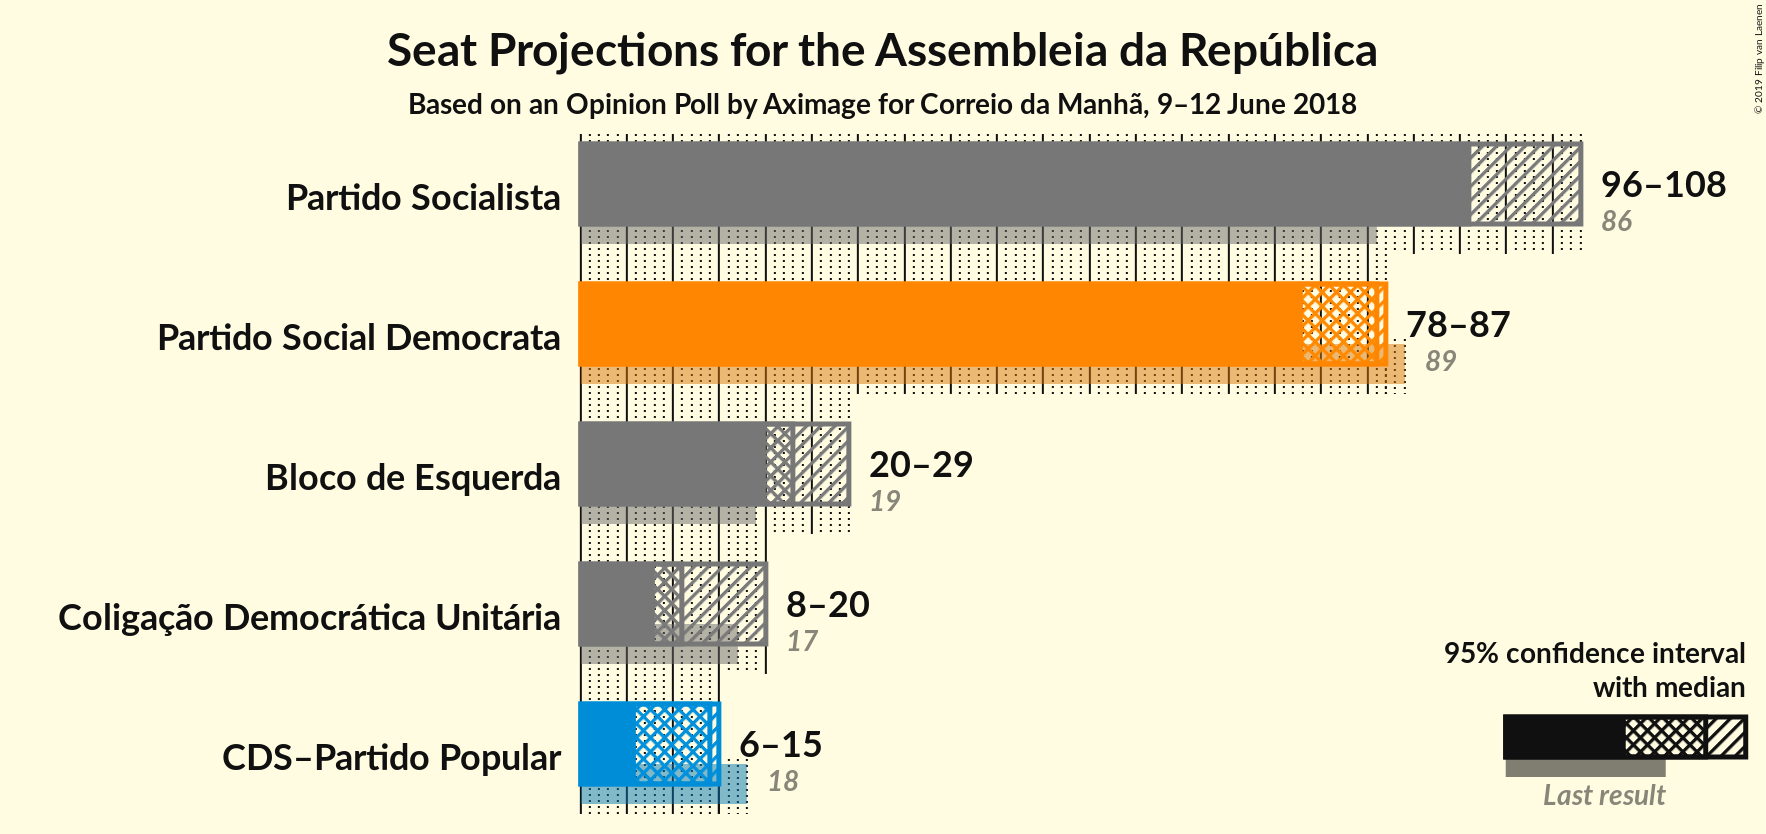 Seat Projections for the Assembleia da República
Based on an Opinion Poll by Aximage for Correio da Manhã, 9–12 June 2018
© 2019 Filip van Laenen
Partido Socialista
96–108
86
Partido Social Democrata
78–87
89
Bloco de Esquerda
20–29
19
Coligação Democrática Unitária
8–20
17
CDS–Partido Popular
6–15
18
95% confidence interval
with median
Last result